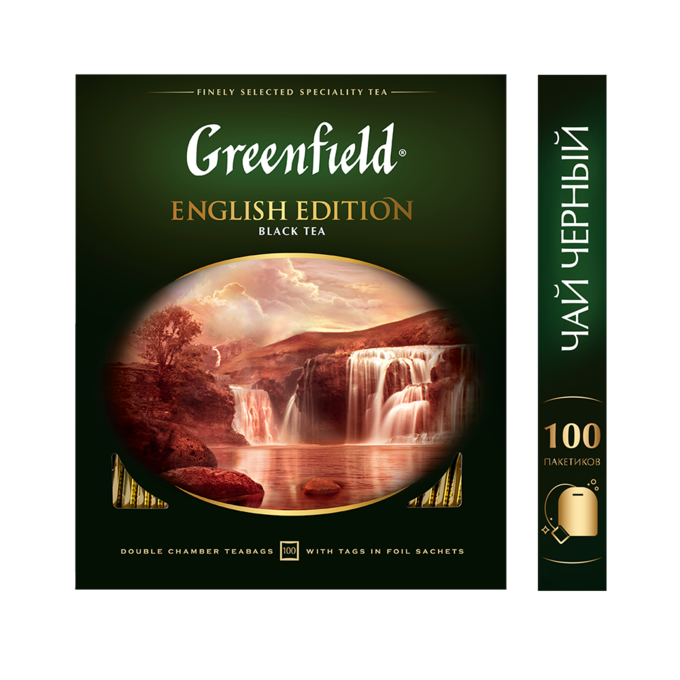 FINELY SELECTED SPECIALITY TEA
Greenfield®
ENGLISH EDITION
BLACK TEA
DOUBLE CHAMBER TEABAGS 100 WITH TAGS IN FOIL SACHETS
ЧАЙ ЧЕРНЫЙ
100
ПАКЕТИКОВ